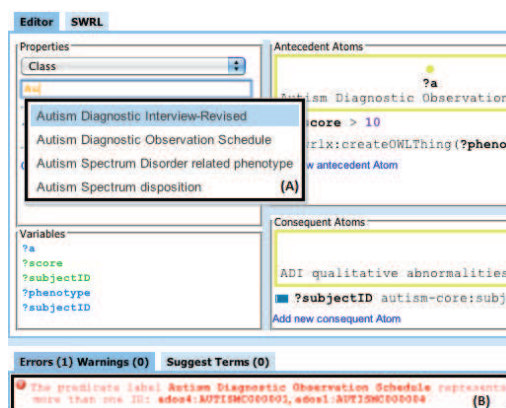 Editor SWRL
Properties
Class
Au
Autism Diagnostic Interview-Revised
Autism Diagnostic Observation Schedule
Autism Spectrum Disorder related phenotype
Autism Spectrum disposition (A)
Variables
?a
?score
?subjectID
?phenotype
?subjectID
Antecedent Atoms
?a
Autism Diagnostic Observation
core > 10
rlx:createOWLThing(?pheno
w antecedent Atom
Consequent Atoms
ADI qualitative abnormalities
?subjectID autism-core:subj
Add new consequent Atom
Errors (1) Warnings (0) Suggest Terms (0)
The predicate label Autism Diagnostic Observation Schedule represents
more than one ID: ados4:AUTISMC000001, ados1:AUTISMC000004 (B)